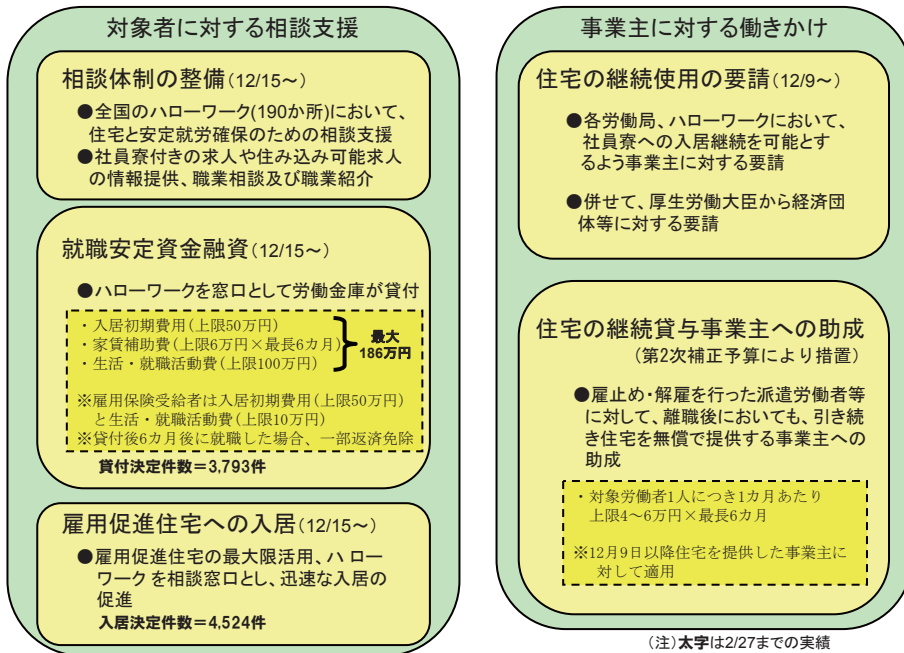 対象者に対する相談支援
相談体制の整備(12/15～)
●全国のハローワーク(190か所)において、
住宅と安定就労確保のための相談支援
●社員寮付きの求人や住み込み可能求人
の情報提供、職業相談及び職業紹介
就職安定資金融資(12/15～)
●ハローワークを窓口として労働金庫が貸付
・入居初期費用(上限50万円)
・家賃補助費(上限6万円×最長6カ月)
・生活・就職活動費(上限100万円)
最大
186万円
※雇用保険受給者は入居初期費用(上限50万円)
と生活・就職活動費(上限10万円)
※貸付後6カ月後に就職した場合、一部返済免除
貸付決定件数＝3,793件
雇用促進住宅への入居(12/15～)
●雇用促進住宅の最大限活用、ハロー
ワークを相談窓口とし、迅速な入居の
促進
入居決定件数＝4,524件
事業主に対する働きかけ
住宅の継続使用の要請(12/9～)
●各労働局、ハローワークにおいて、
社員寮への入居継続を可能とす
るよう事業主に対する要請
●併せて、厚生労働大臣から経済団
体等に対する要請
住宅の継続貸与事業主への助成
(第2次補正予算により措置)
●雇止め・解雇を行った派遣労働者等
に対して、離職後においても、引き続
き住宅を無償で提供する事業主への
助成
・対象労働者1人につき1カ月あたり
上限4～6万円×最長6カ月
※12月9日以降住宅を提供した事業主に
対して適用
(注)太字は2/27までの実績